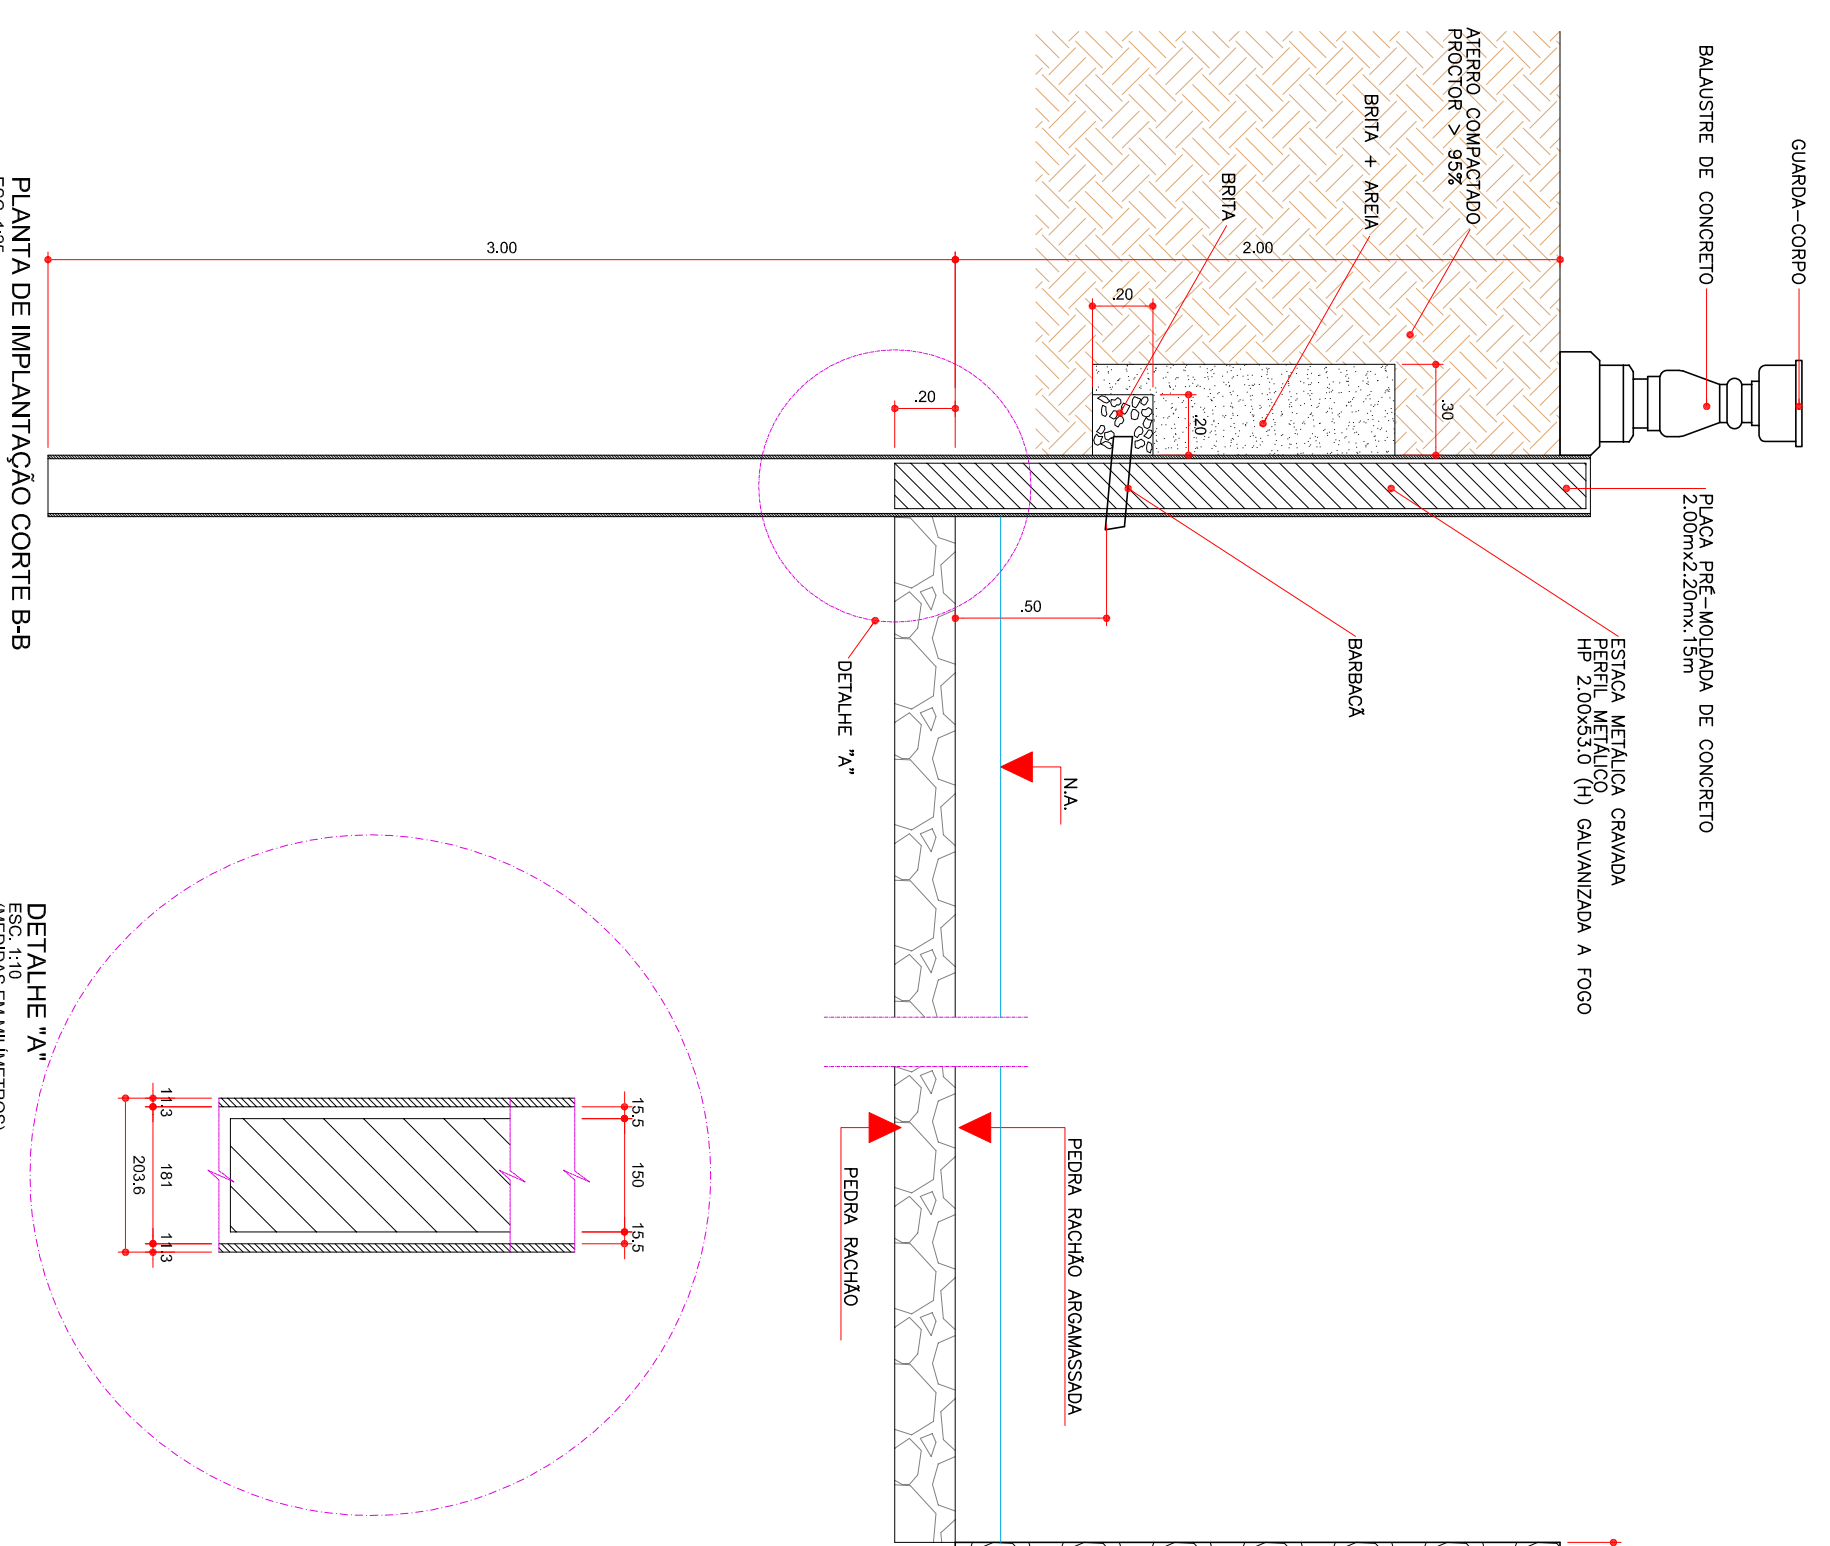 GUARDA-CORPO
BALAUSTRE DE CONCRETO
PLACA PRÉ-MOLDADA DE CONCRETO
2.00mx2.20mx.15m
ESTACA METÁLICA CRAVADA
PERFIL METÁLICO
HP 2.00x53.0 (H) GALVANIZADA A FOGO
ATERRO COMPACTADO
PROCTOR > 95%
BRITA + AREIA
BRITA
BARBACÃ
2.00
3.00
.20
.30
.20
.20
.50
N.A.
DETALHE "A"
PEDRA RACHÃO ARGAMASSADA
PEDRA RACHÃO
15.5
150
15.5
11.3
181
11.3
203.6
PLANTA DE IMPLANTAÇÃO CORTE B-B
DETALHE "A"
ESC. 1:10
(MEDIDAS EM MILÍMETROS)